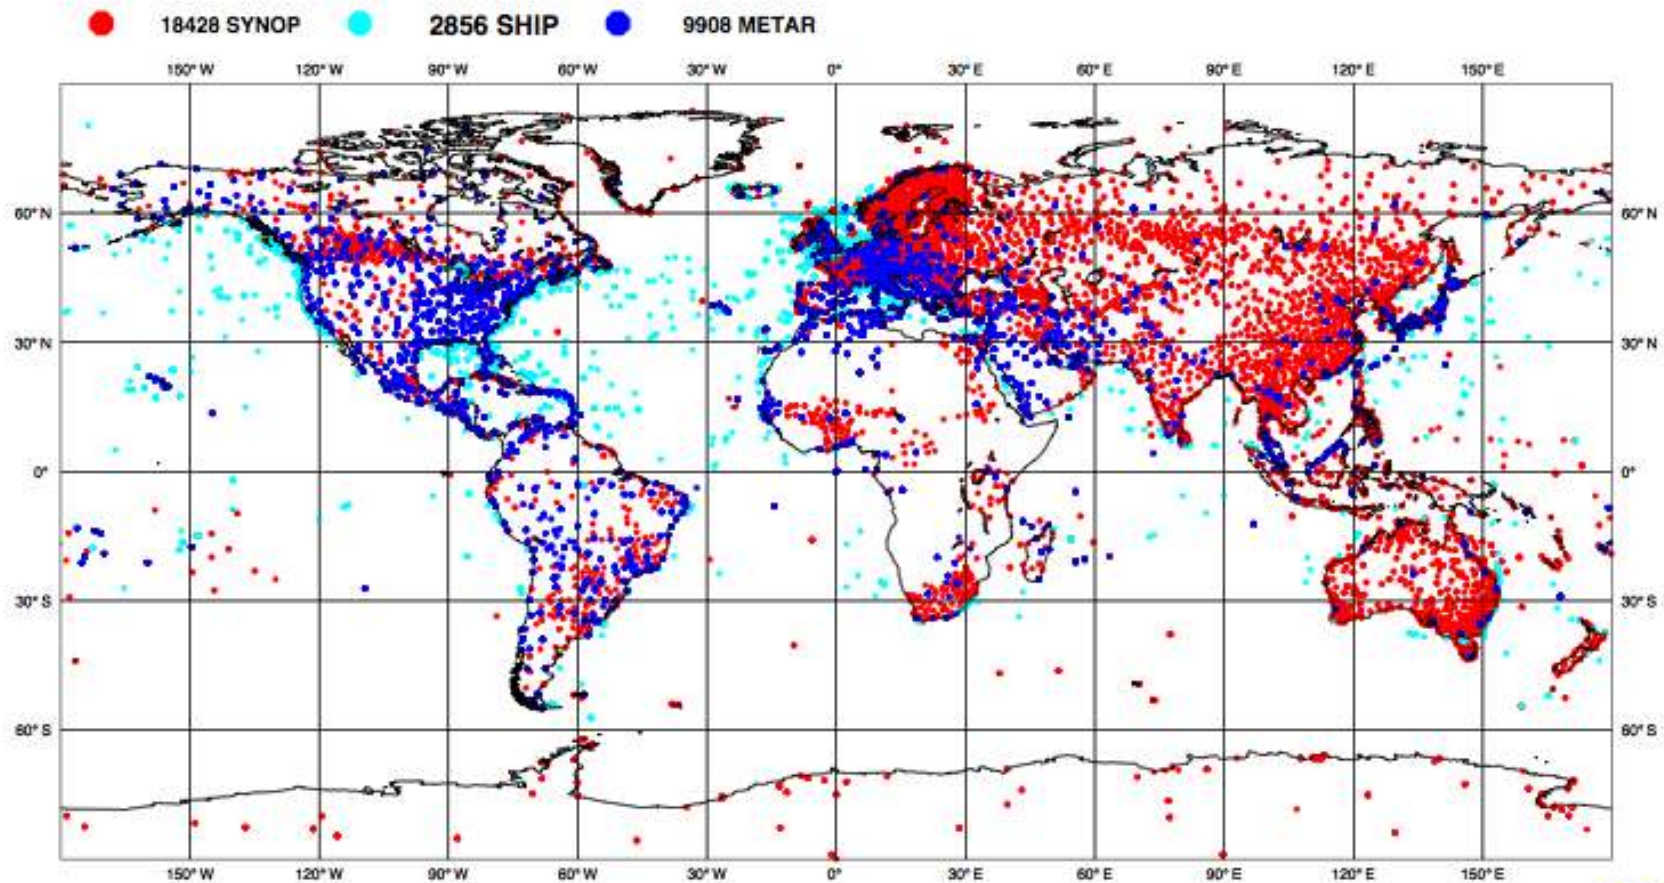 18428 SYNOP 2856 SHIP 9908 METAR
150° W 120° W 90° W 60° W 30° W 0° 30° E 60° E 90° E 120° E 150° E
60° N 60° N
30° N 30° N
0° 0°
30° S 30° S
60° S 60° S
150° W 120° W 90° W 60° W 30° W 0° 30° E 60° E 90° E 120° E 150° E